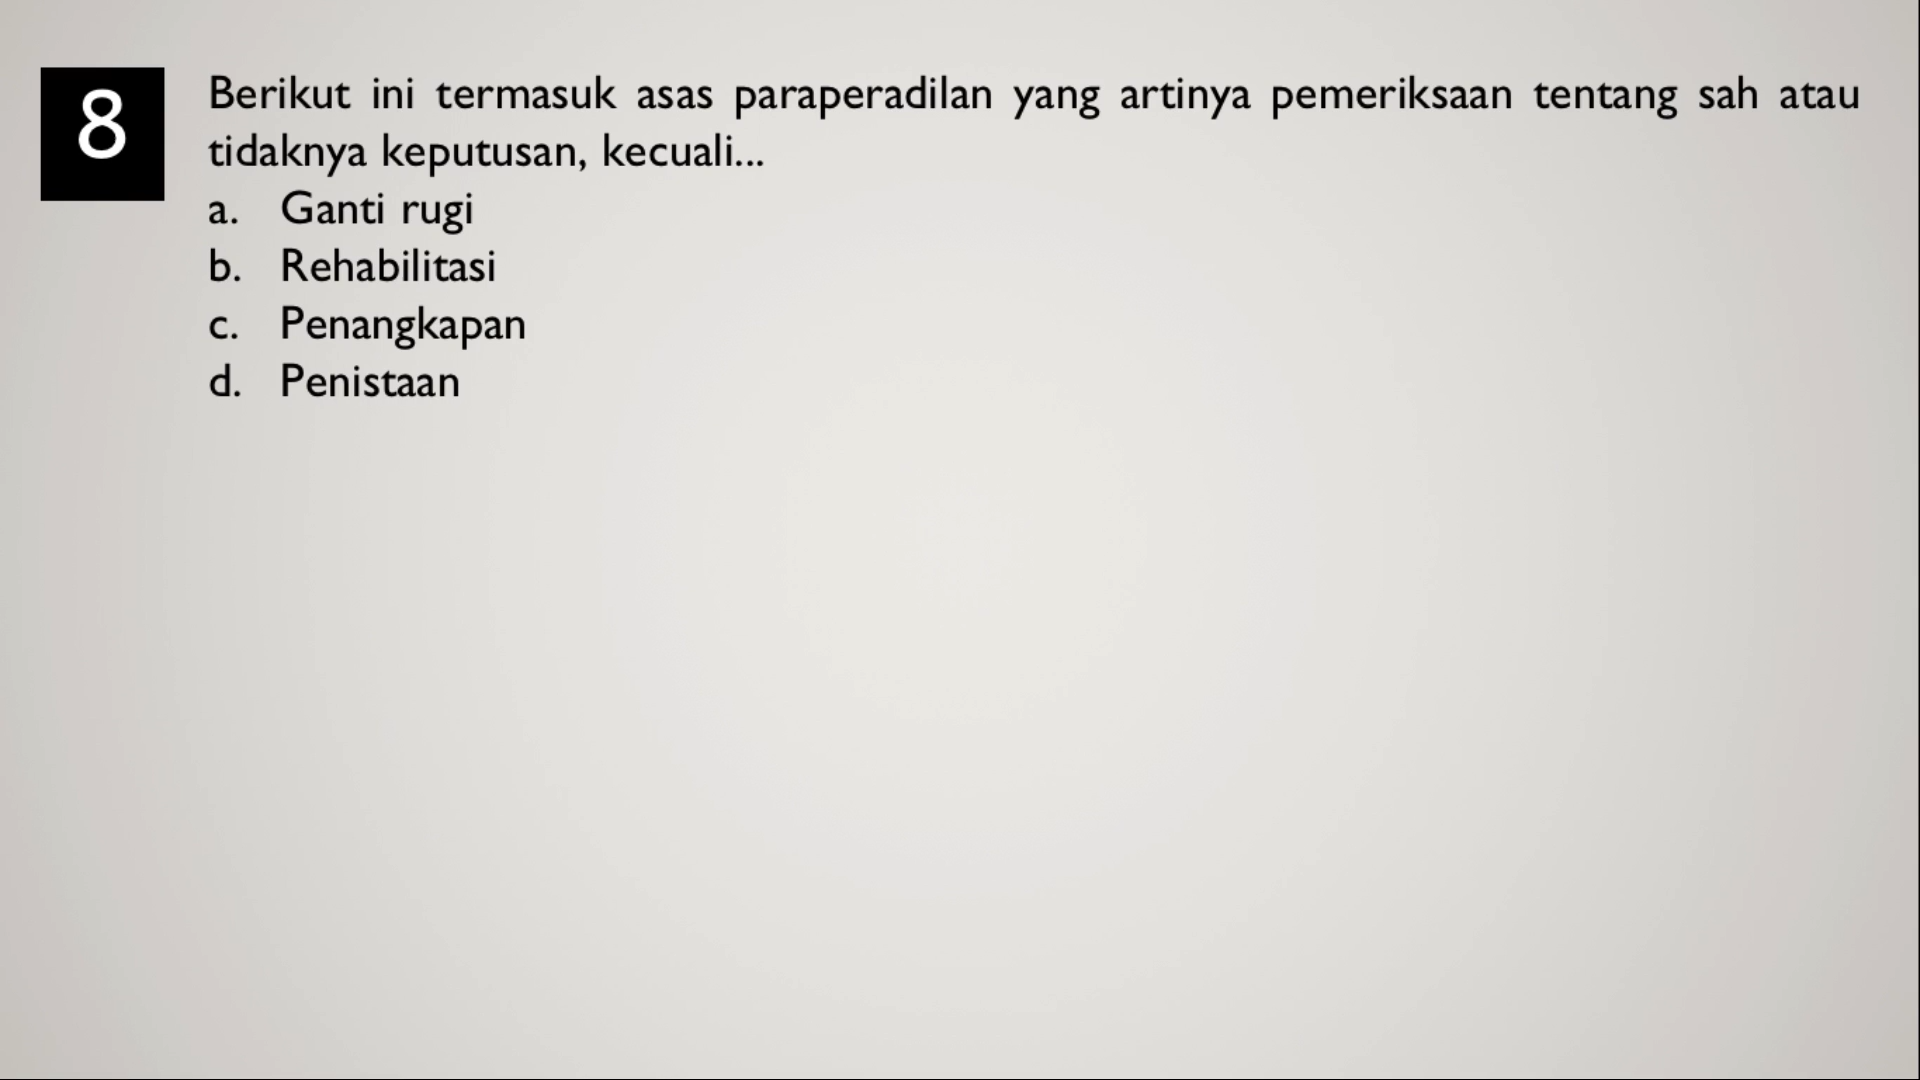 8
Berikut ini termasuk asas paraperadilan yang artinya pemeriksaan tentang sah atau
tidaknya keputusan, kecuali...
a. Ganti rugi
b. Rehabilitasi
c. Penangkapan
d. Penistaan